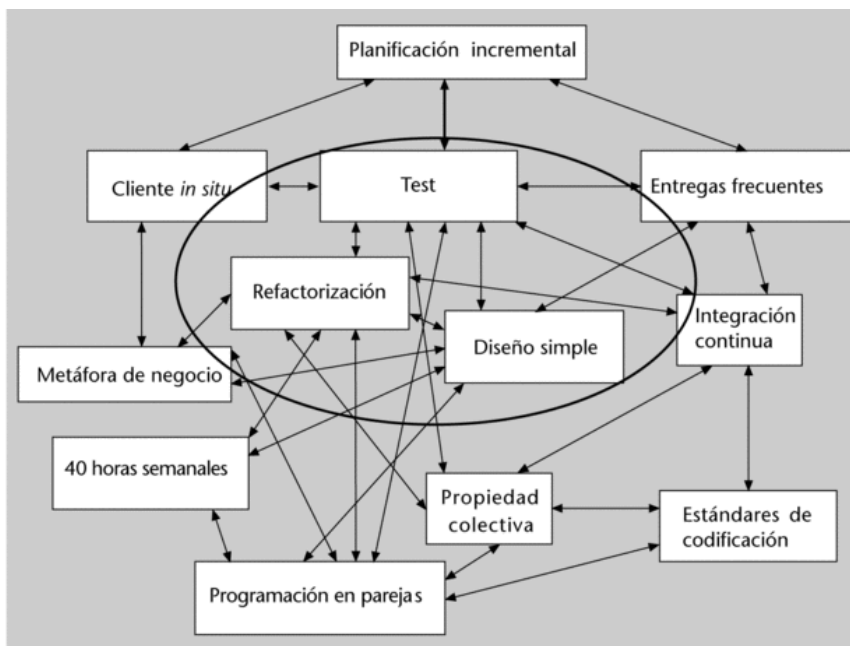 Planificación incremental
Cliente in situ
Test
Entregas frecuentes
Refactorización
Integración
continua
Diseño simple
Metáfora de negocio
40 horas semanales
Propiedad
colectiva
Estándares de
codificación
Programación en parejas